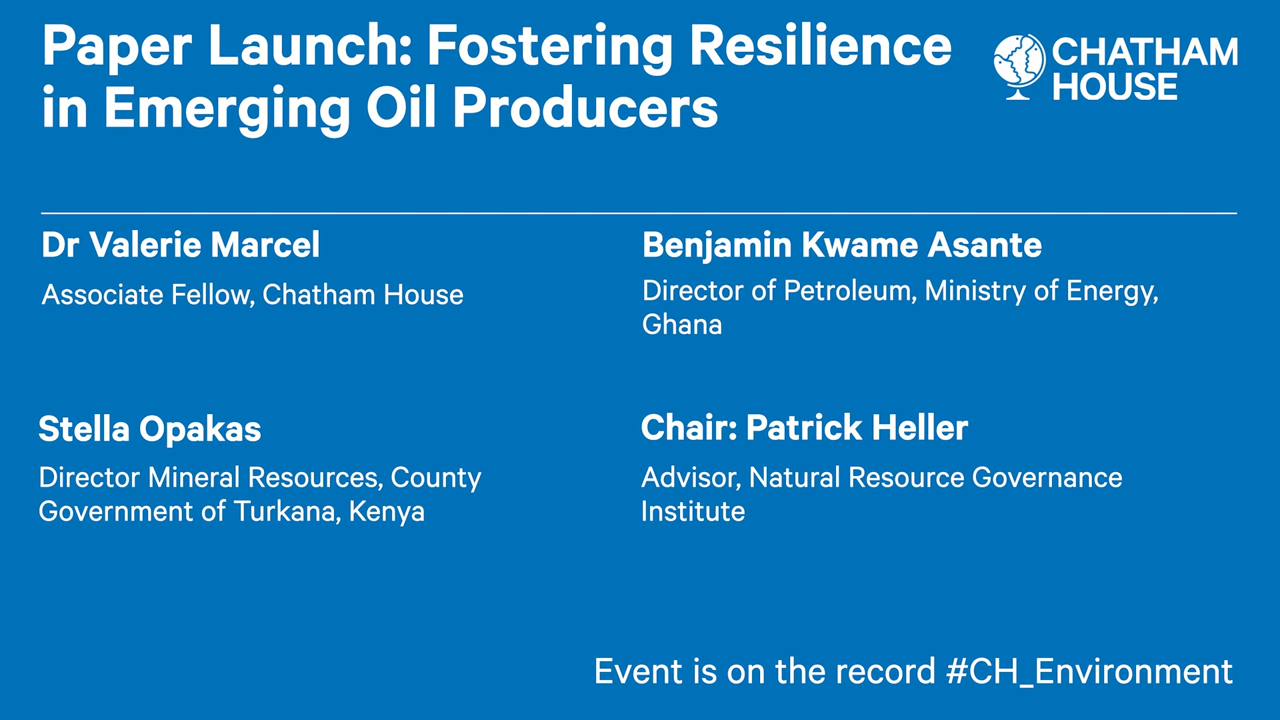 Paper Launch: Fostering Resilience
in Emerging Oil Producers
CHATHAM
HOUSE
Dr Valerie Marcel
Associate Fellow, Chatham House
Benjamin Kwame Asante
Director of Petroleum, Ministry of Energy,
Ghana
Stella Opakas
Director Mineral Resources, County
Government of Turkana, Kenya
Chair: Patrick Heller
Advisor, Natural Resource Governance
Institute
Event is on the record #CH_Environment